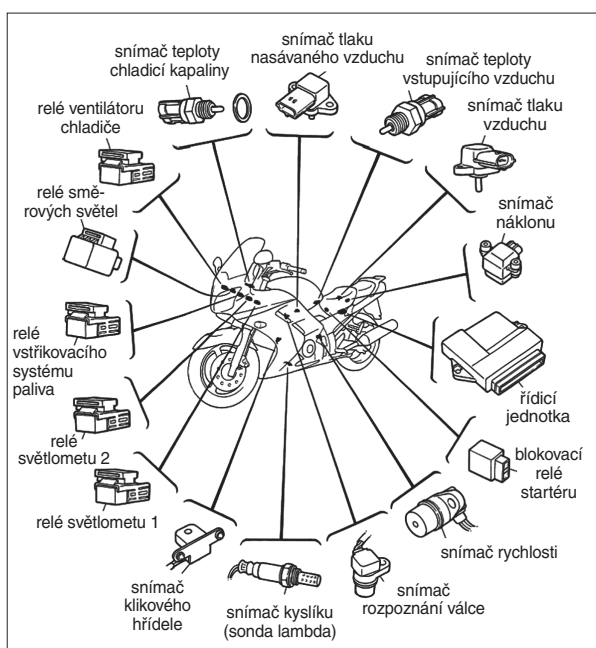 snímač teploty
chladicí kapaliny
snímač tlaku
nasávaného vzduchu
snímač teploty
vstupujícího vzduchu
snímač tlaku
vzduchu
relé ventilátoru
chladiče
relé smě-
rových světel
snímač
náklonu
relé
vstřikovacího
systému
paliva
řídicí
jednotka
relé
světlometu 2
blokovací
relé
startéru
relé světlometu 1
snímač rychlosti
snímač
klikového
hřídele
snímač kyslíku
(sonda lambda)
snímač
rozpoznání válce